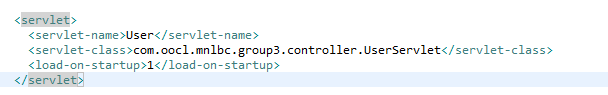 <servlet>
<servlet-name>User</servlet-name>
<servlet-class>com.oocl.mnlbc.group3.controller.UserServlet</servlet-class>
<load-on-startup>1</load-on-startup>
</servlet>